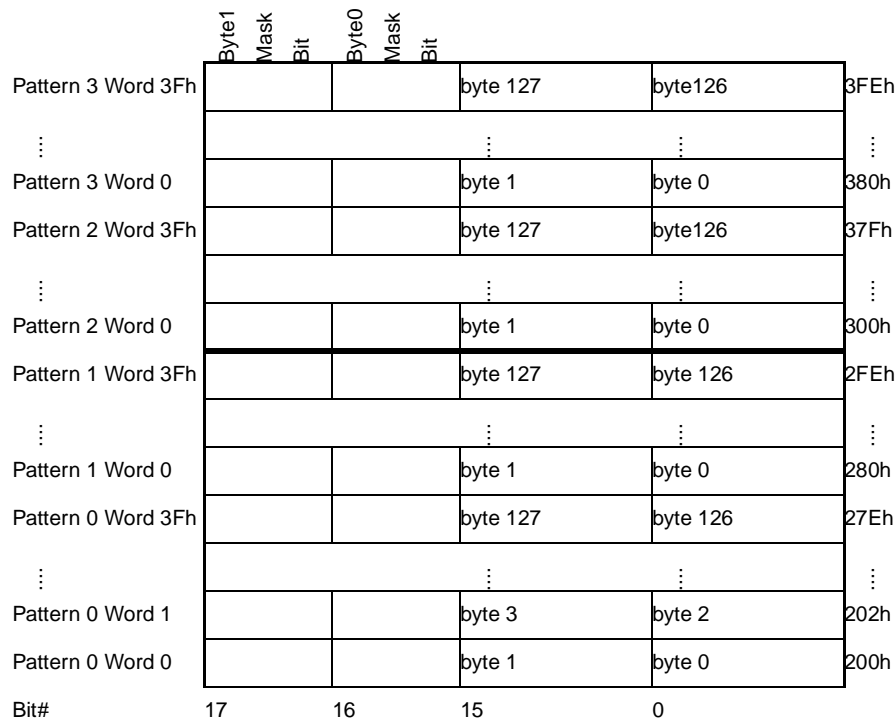 Byte1 Mask Bit Byte0 Mask Bit
Pattern 3 Word 3Fh byte 127 byte126 3FEh
⋮ ⋮ ⋮ ⋮
Pattern 3 Word 0 byte 1 byte 0 380h
Pattern 2 Word 3Fh byte 127 byte126 37Fh
⋮ ⋮ ⋮ ⋮
Pattern 2 Word 0 byte 1 byte 0 300h
Pattern 1 Word 3Fh byte 127 byte 126 2FEh
⋮ ⋮ ⋮ ⋮
Pattern 1 Word 0 byte 1 byte 0 280h
Pattern 0 Word 3Fh byte 127 byte 126 27Eh
⋮ ⋮ ⋮ ⋮
Pattern 0 Word 1 byte 3 byte 2 202h
Pattern 0 Word 0 byte 1 byte 0 200h
Bit# 17 16 15 0